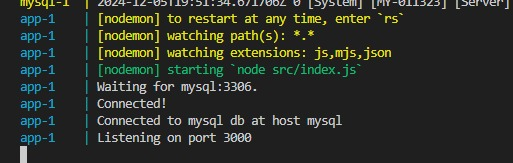 mysql-1 | 2024-12-05T19:51:34.671706Z 0 [System] [MY-011323] [Server]
app-1 | [nodemon] to restart at any time, enter `rs`
app-1 | [nodemon] watching path(s): *.*
app-1 | [nodemon] watching extensions: js,mjs,json
app-1 | [nodemon] starting `node src/index.js`
app-1 | Waiting for mysql:3306.
app-1 | Connected!
app-1 | Connected to mysql db at host mysql
app-1 | Listening on port 3000